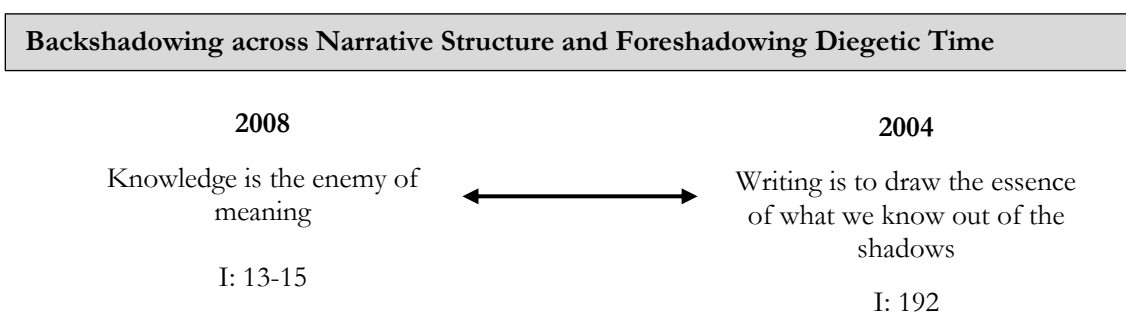 Backshadowing across Narrative Structure and Foreshadowing Diegetic Time
2008
Knowledge is the enemy of
meaning
I: 13-15
2004
Writing is to draw the essence
of what we know out of the
shadows
I: 192